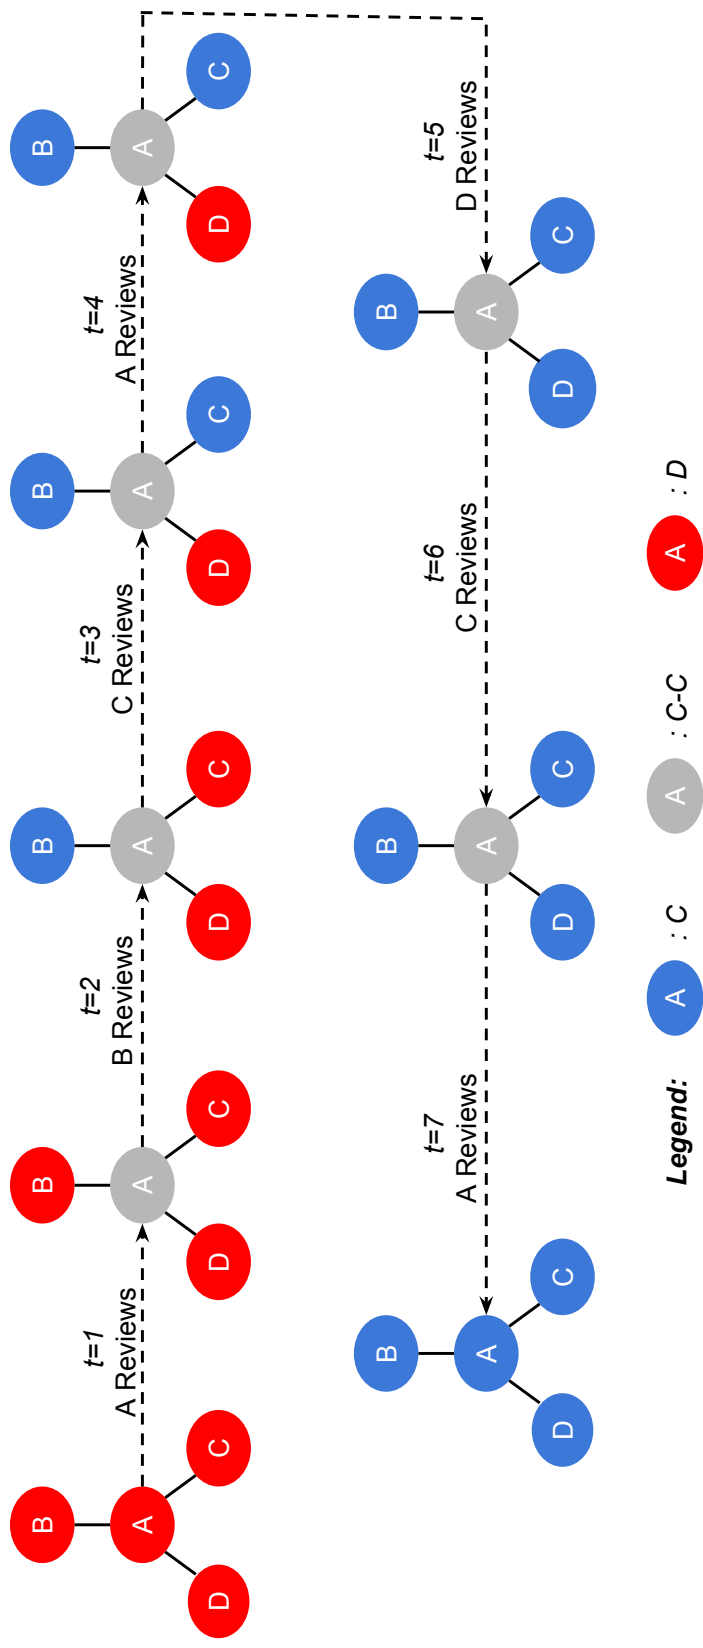 B
A
D
C
t=1
A Reviews
B
A
D
C
t=2
B Reviews
B
A
D
C
t=3
C Reviews
B
A
D
C
t=4
A Reviews
B
A
D
C
t=5
D Reviews
B
A
D
C
t=6
C Reviews
B
A
D
C
t=7
A Reviews
B
A
D
C
Legend:
A : C
A : C-C
A : D